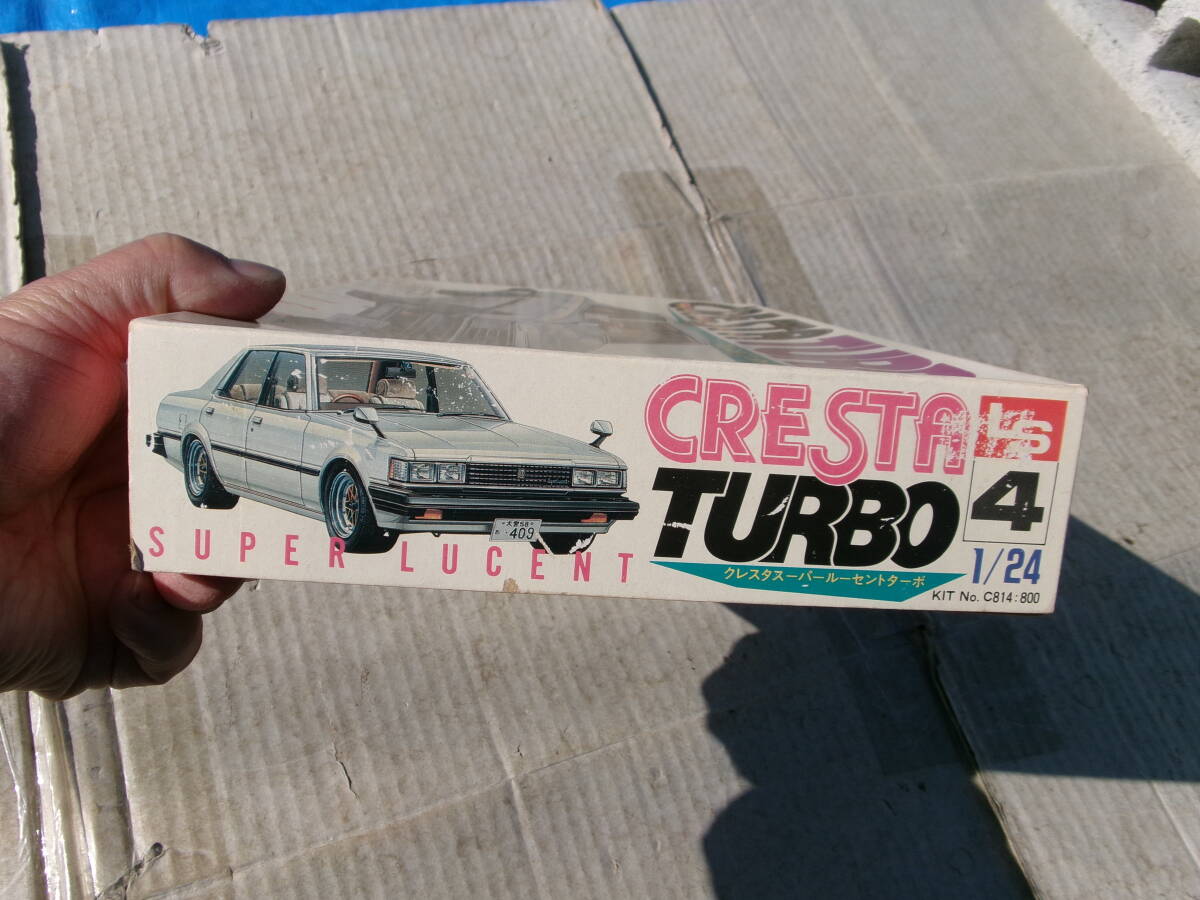 CRESTA
TURBO
LS
4
1/24
SUPER LUCENT
クレスタスーパールーセントターボ
KIT No. C814:800
409